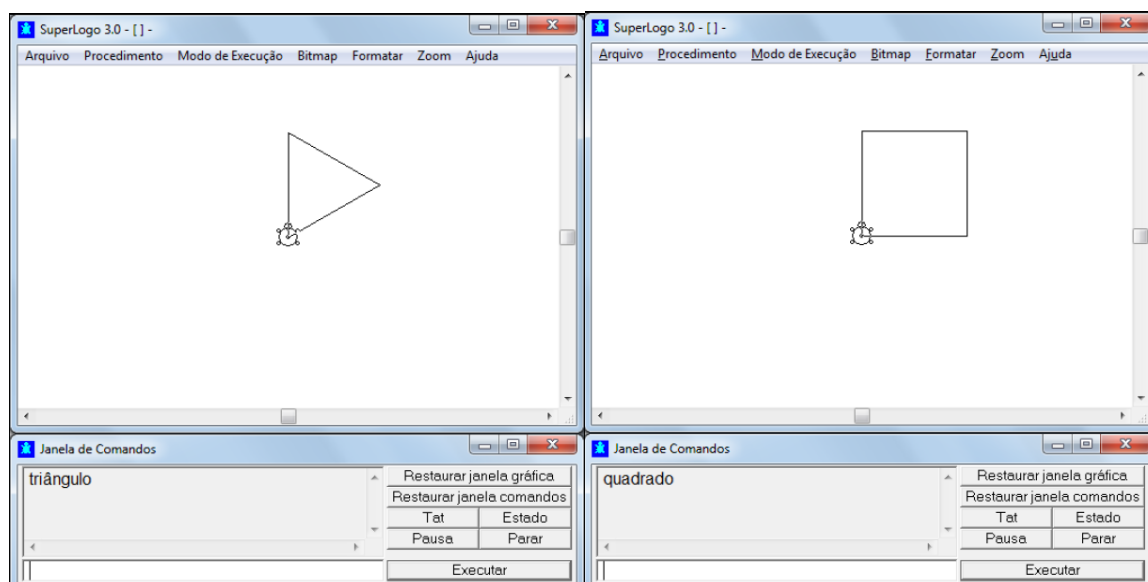 SuperLogo 3.0 - [ ] -
Arquivo Procedimento Modo de Execução Bitmap Formatar Zoom Ajuda
Janela de Comandos
triângulo
Restaurar janela gráfica
Restaurar janela comandos
Tat Estado
Pausa Parar
Executar
SuperLogo 3.0 - [ ] -
Arquivo Procedimento Modo de Execução Bitmap Formatar Zoom Ajuda
Janela de Comandos
quadrado
Restaurar janela gráfica
Restaurar janela comandos
Tat Estado
Pausa Parar
Executar